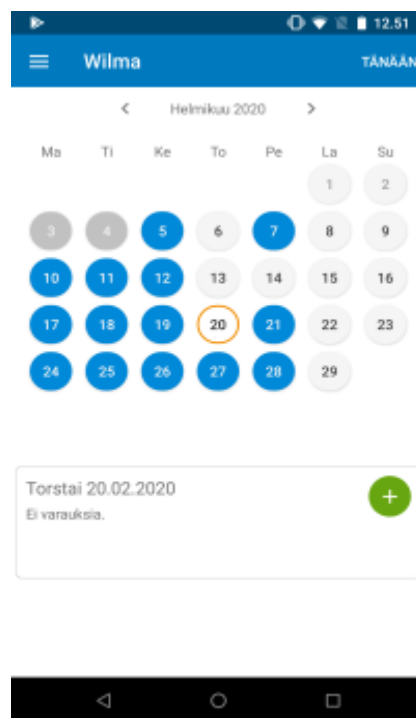 12.51
Wilma TÄNÄÄN
Helmikuu 2020
Ma Ti Ke To Pe La Su
1 2
3 4 5 6 7 8 9
10 11 12 13 14 15 16
17 18 19 20 21 22 23
24 25 26 27 28 29
Torstai 20.02.2020
Ei varauksia.